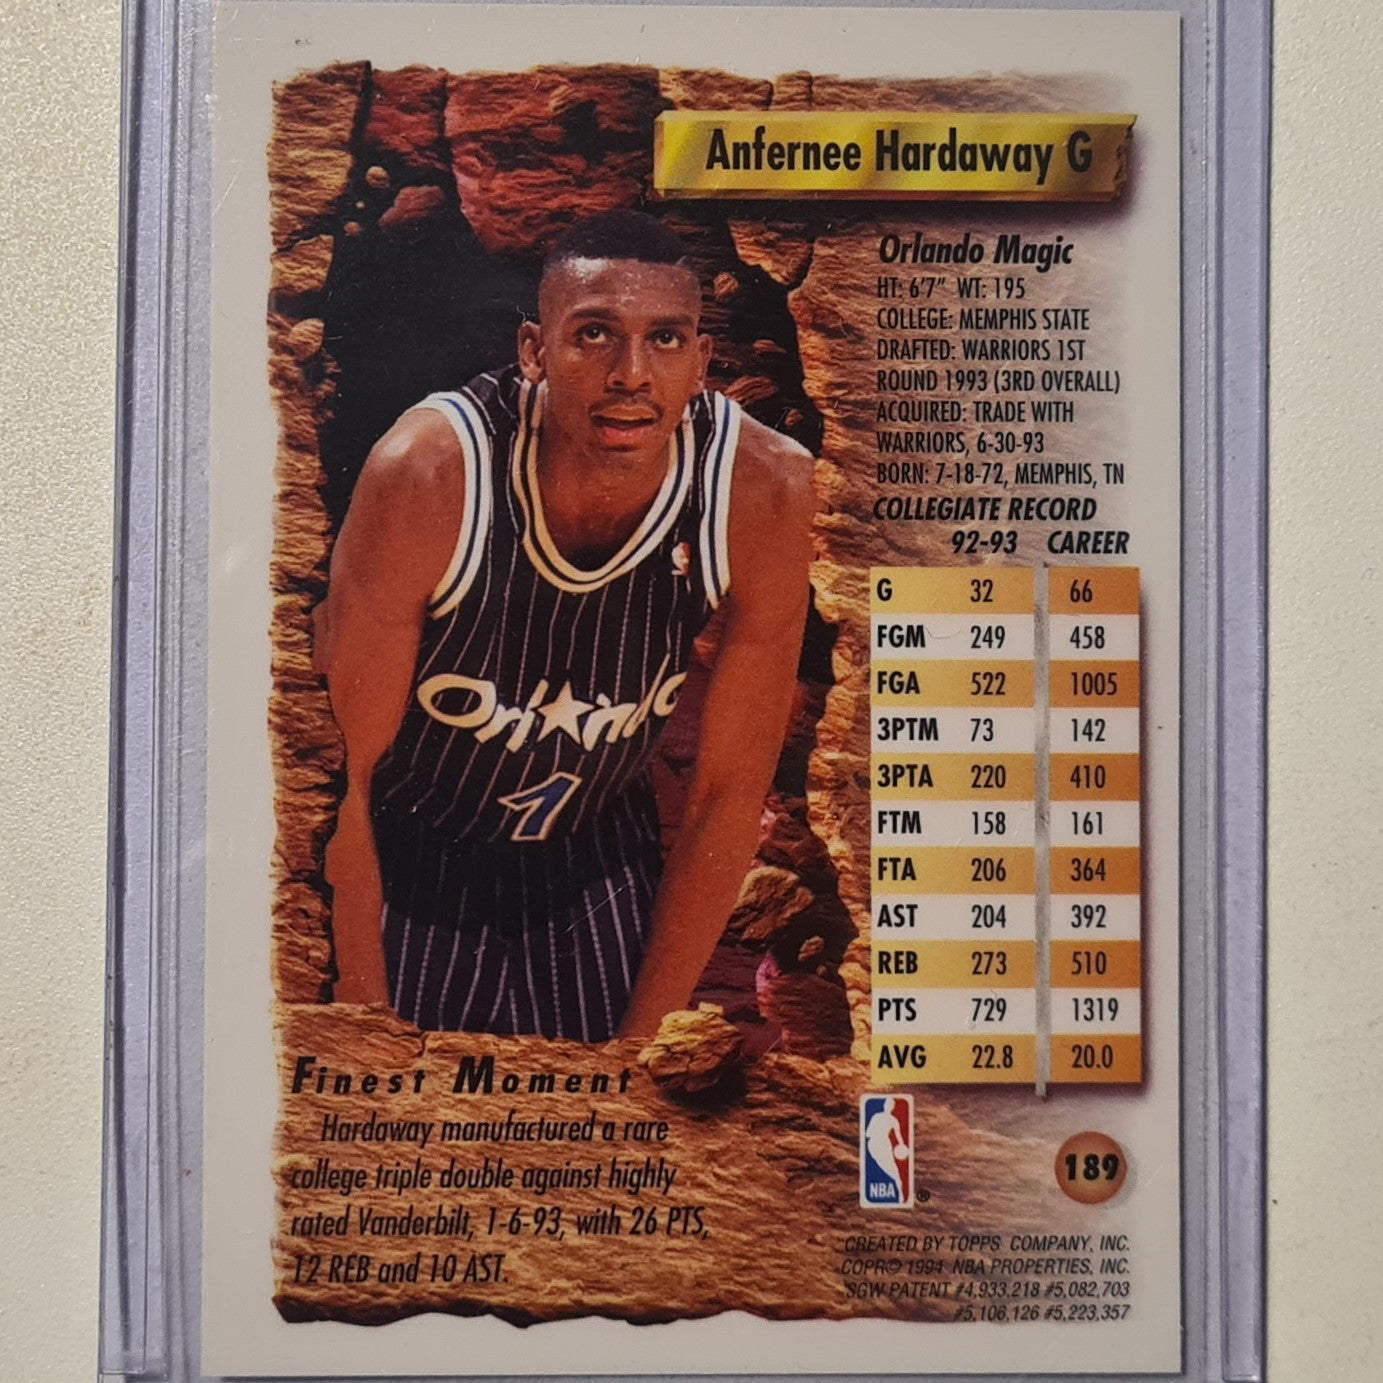 Anfernee Hardaway G
Orlando Magic
HT: 6'7" WT: 195
COLLEGE: MEMPHIS STATE
DRAFTED: WARRIORS 1ST
ROUND 1993 (3RD OVERALL)
ACQUIRED: TRADE WITH
WARRIORS, 6-30-93
BORN: 7-18-72, MEMPHIS, TN
COLLEGIATE RECORD
92-93 CAREER
G 32 66
FGM 249 458
FGA 522 1005
3PTM 73 142
3PTA 220 410
FTM 158 161
FTA 206 364
AST 204 392
REB 273 510
PTS 729 1319
AVG 22.8 20.0
Orlando
1
Finest Moment
Hardaway manufactured a rare
college triple double against highly
rated Vanderbilt, 1-6-93, with 26 PTS,
12 REB and 10 AST.
NBA ®
189
CREATED BY TOPPS COMPANY, INC.
COPR© 1994 NBA PROPERTIES, INC.
SGW PATENT #4,933,218 #5,082,703
#5,106,126 #5,223,357